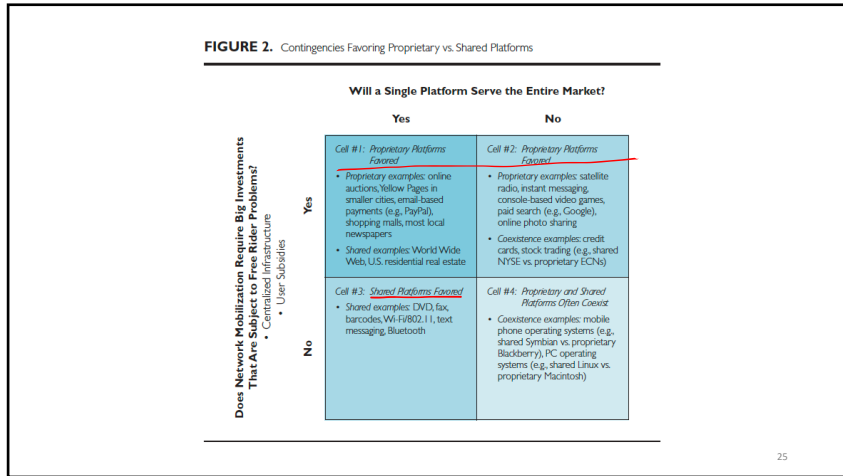 FIGURE 2. Contingencies Favoring Proprietary vs. Shared Platforms
Will a Single Platform Serve the Entire Market?
Yes
No
Does Network Mobilization Require Big Investments
That Are Subject to Free Rider Problems?
• Centralized Infrastructure
• User Subsidies
Yes
Cell #1: Proprietary Platforms
Favored
• Proprietary examples: online
auctions, Yellow Pages in
smaller cities, email-based
payments (e.g., PayPal),
shopping malls, most local
newspapers
• Shared examples: World Wide
Web, U.S. residential real estate
Cell #2: Proprietary Platforms
Favored
• Proprietary examples: satellite
radio, instant messaging,
console-based video games,
paid search (e.g., Google),
online photo sharing
• Coexistence examples: credit
cards, stock trading (e.g., shared
NYSE vs. proprietary ECNs)
No
Cell #3: Shared Platforms Favored
• Shared examples: DVD, fax,
barcodes, Wi-Fi/802.11, text
messaging, Bluetooth
Cell #4: Proprietary and Shared
Platforms Often Coexist
• Coexistence examples: mobile
phone operating systems (e.g.,
shared Symbian vs. proprietary
Blackberry), PC operating
systems (e.g., shared Linux vs.
proprietary Macintosh)
25